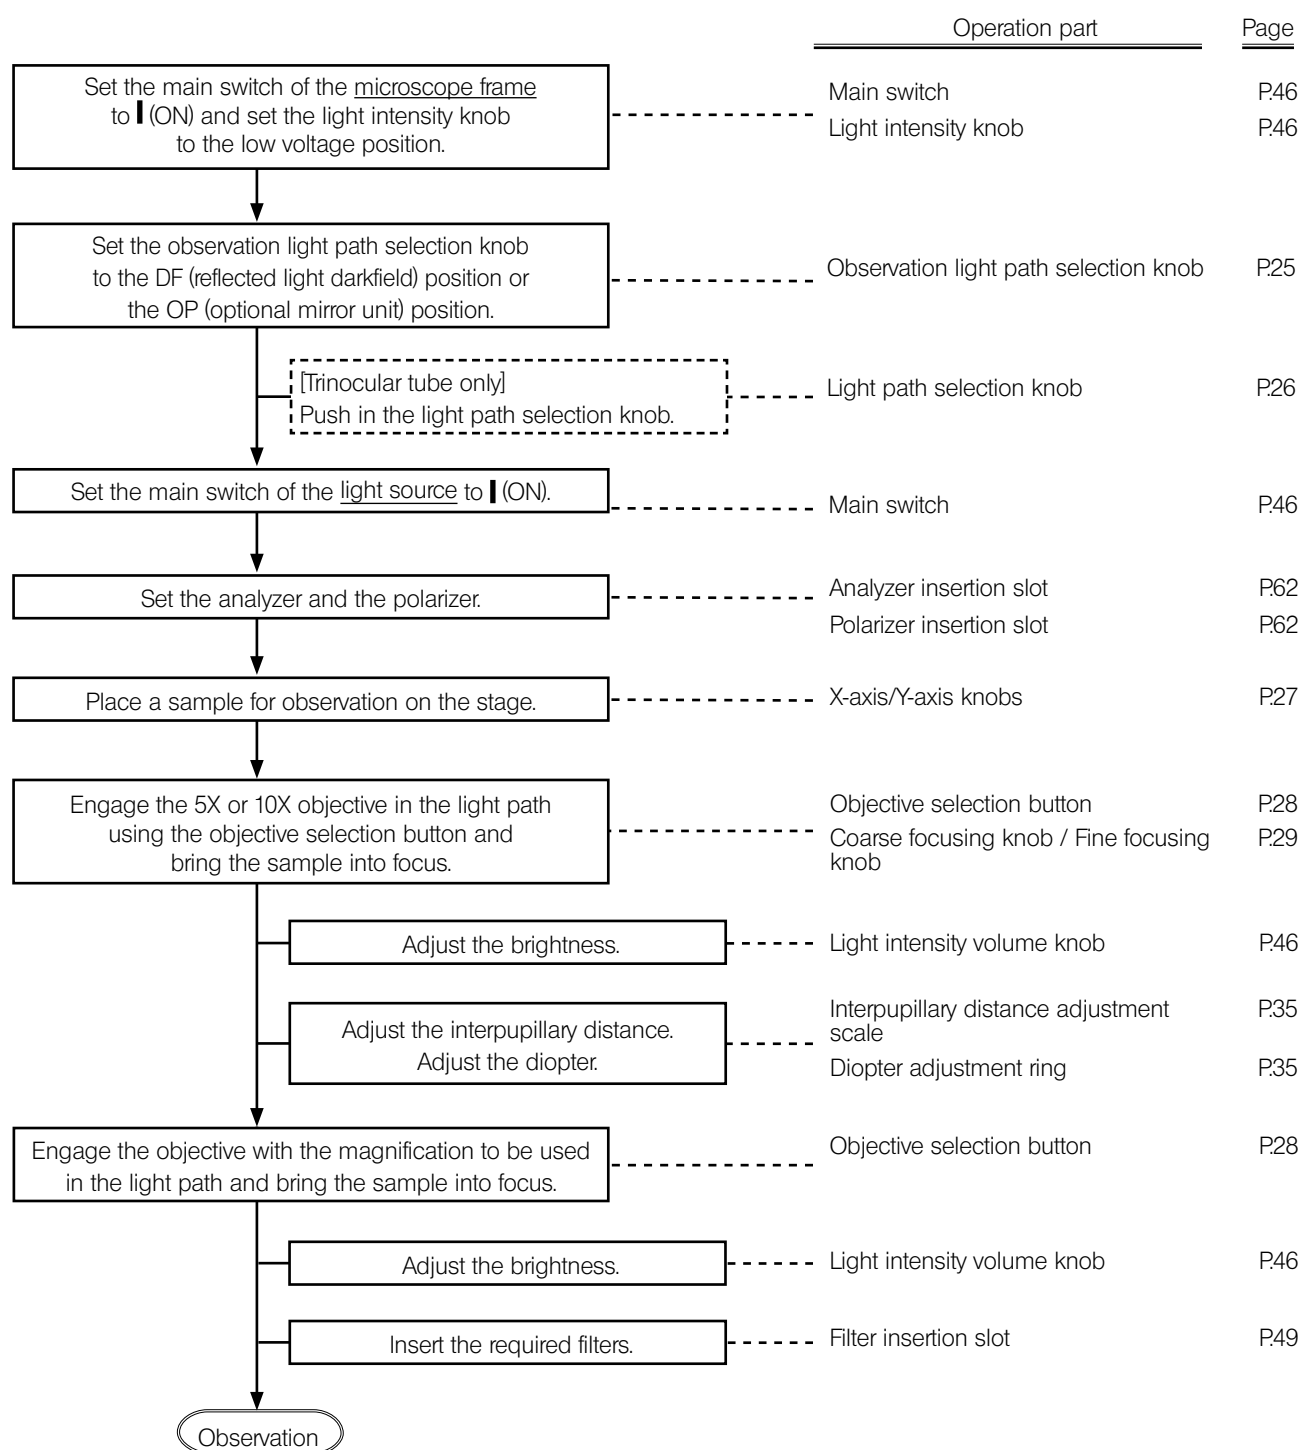 Operation part Page
Set the main switch of the microscope frame
to I (ON) and set the light intensity knob
to the low voltage position.
Main switch P.46
Light intensity knob P.46
Set the observation light path selection knob
to the DF (reflected light darkfield) position or
the OP (optional mirror unit) position.
Observation light path selection knob P.25
[Trinocular tube only]
Push in the light path selection knob.
Light path selection knob P.26
Set the main switch of the light source to I (ON).
Main switch P.46
Set the analyzer and the polarizer.
Analyzer insertion slot P.62
Polarizer insertion slot P.62
Place a sample for observation on the stage.
X-axis/Y-axis knobs P.27
Engage the 5X or 10X objective in the light path
using the objective selection button and
bring the sample into focus.
Objective selection button P.28
Coarse focusing knob / Fine focusing P.29
knob
Adjust the brightness.
Light intensity volume knob P.46
Adjust the interpupillary distance.
Adjust the diopter.
Interpupillary distance adjustment P.35
scale
Diopter adjustment ring P.35
Engage the objective with the magnification to be used
in the light path and bring the sample into focus.
Objective selection button P.28
Adjust the brightness.
Light intensity volume knob P.46
Insert the required filters.
Filter insertion slot P.49
Observation